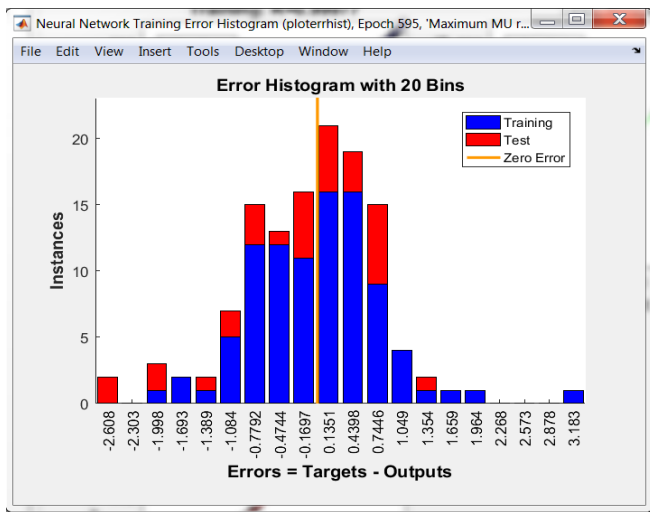 Neural Network Training Error Histogram (ploterrhist), Epoch 595, 'Maximum MU r...
File Edit View Insert Tools Desktop Window Help
Error Histogram with 20 Bins
Training
Test
Zero Error
Instances
20
15
10
5
0
-2.608 -2.303 -1.998 -1.693 -1.389 -1.084 -0.7792 -0.4744 -0.1697 0.1351 0.4398 0.7446 1.049 1.354 1.659 1.964 2.268 2.573 2.878 3.183
Errors = Targets - Outputs